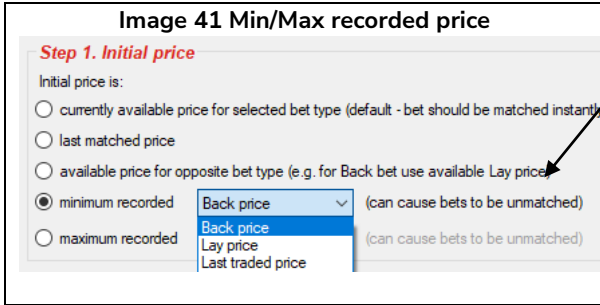 Image 41 Min/Max recorded price
Step 1. Initial price
Initial price is:
currently available price for selected bet type (default - bet should be matched instantly
last matched price
available price for opposite bet type (e.g. for Back bet use available Lay price)
minimum recorded Back price (can cause bets to be unmatched)
Back price
maximum recorded (can cause bets to be unmatched)
Lay price
Last traded price